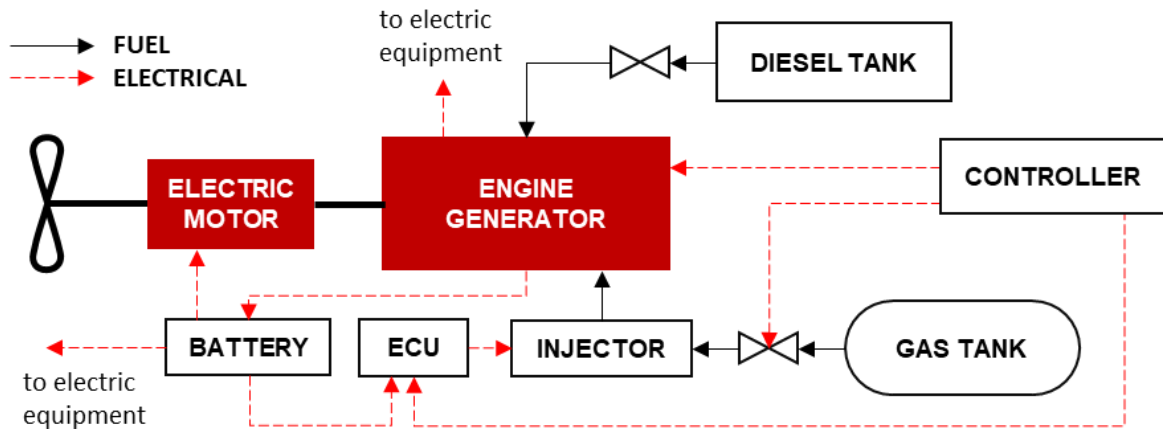 to electric
equipment
FUEL
ELECTRICAL
DIESEL TANK
ELECTRIC
MOTOR
ENGINE
GENERATOR
CONTROLLER
BATTERY
ECU
INJECTOR
GAS TANK
to electric
equipment